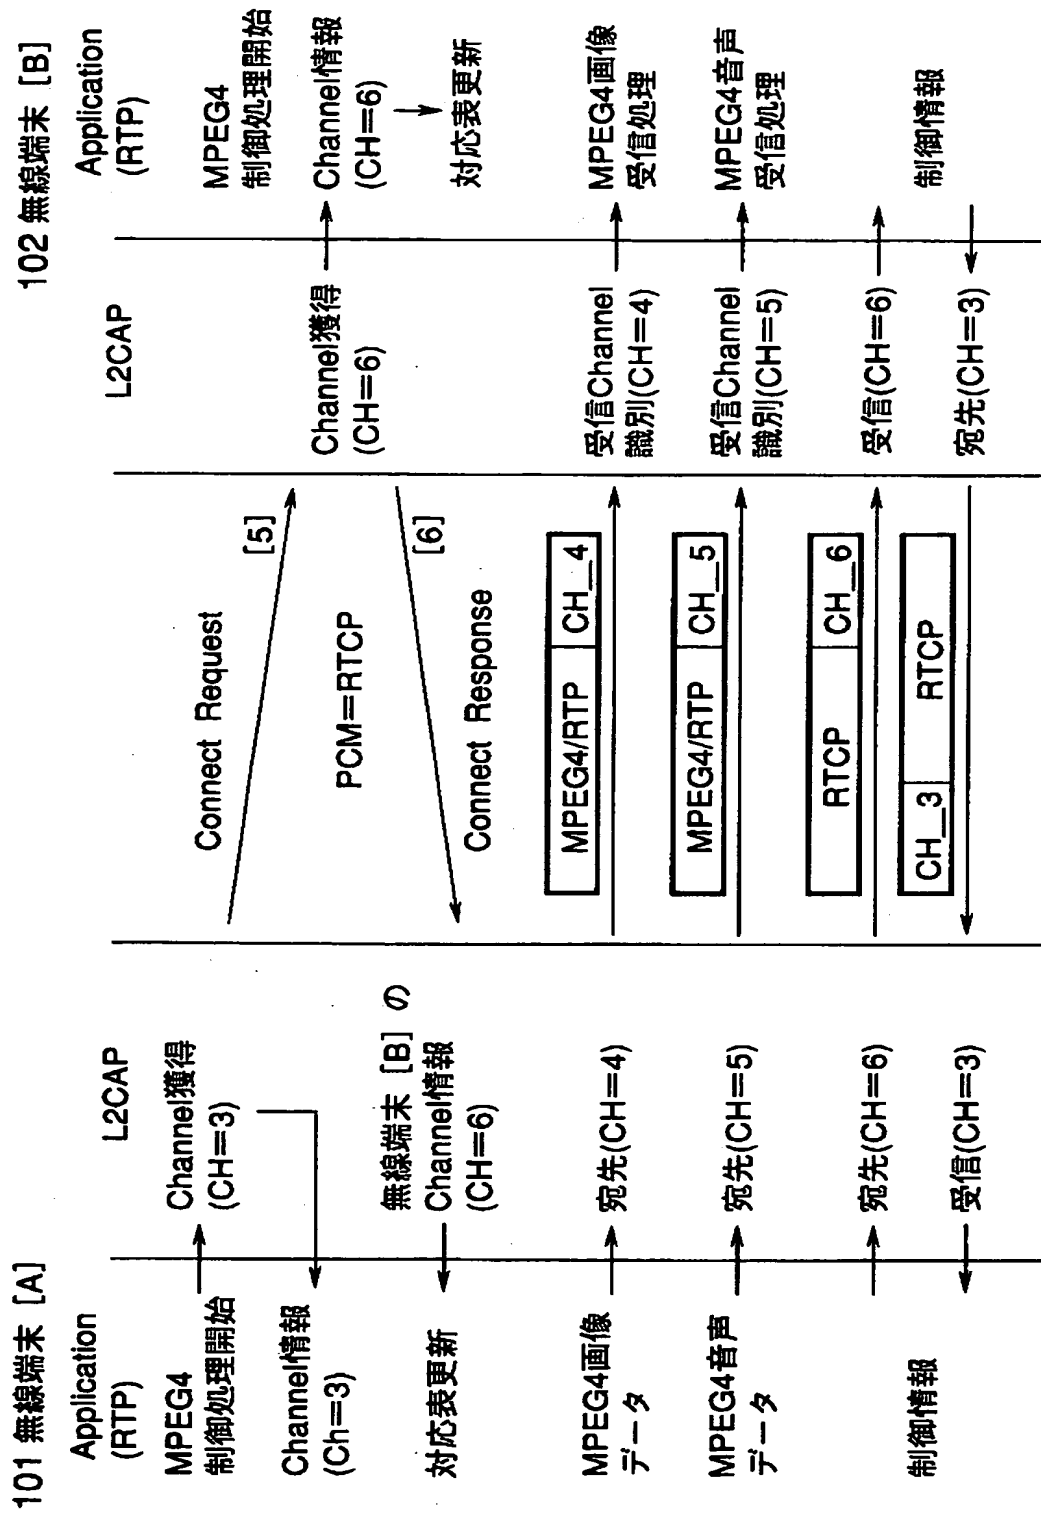 101 無線端末 [A]
102 無線端末 [B]
Application
(RTP)
L2CAP
L2CAP
Application
(RTP)
MPEG4
制御処理開始
Channel獲得
(CH=3)
Connect Request
[5]
MPEG4
制御処理開始
Channel情報
(Ch=3)
PCM=RTCP
Channel獲得
(CH=6)
Channel情報
(CH=6)
対応表更新
無線端末 [B] の
Channel情報
(CH=6)
[6]
Connect Response
対応表更新
MPEG4画像
データ
宛先(CH=4)
MPEG4/RTP
CH_4
受信Channel
識別(CH=4)
MPEG4画像
受信処理
MPEG4音声
データ
宛先(CH=5)
MPEG4/RTP
CH_5
受信Channel
識別(CH=5)
MPEG4音声
受信処理
宛先(CH=6)
RTCP
CH_6
受信(CH=6)
制御情報
受信(CH=3)
CH_3
RTCP
宛先(CH=3)
制御情報